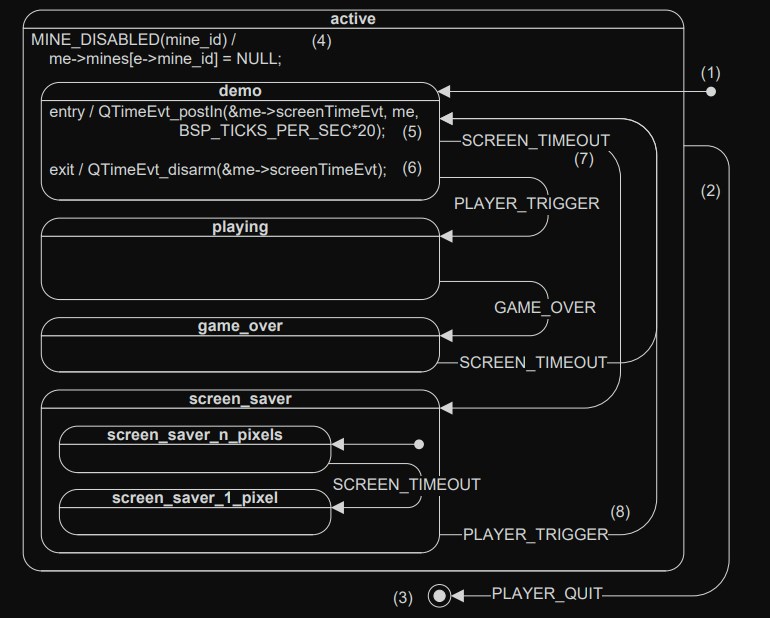 active
MINE_DISABLED(mine_id) / (4)
me->mines[e->mine_id] = NULL;
(1)
demo
entry / QTimeEvt_postIn(&me->screenTimeEvt, me,
BSP_TICKS_PER_SEC*20); (5)
SCREEN_TIMEOUT
(7)
exit / QTimeEvt_disarm(&me->screenTimeEvt); (6)
(2)
PLAYER_TRIGGER
playing
GAME_OVER
game_over
SCREEN_TIMEOUT
screen_saver
screen_saver_n_pixels
SCREEN_TIMEOUT
screen_saver_1_pixel
(8)
PLAYER_TRIGGER
(3)
PLAYER_QUIT